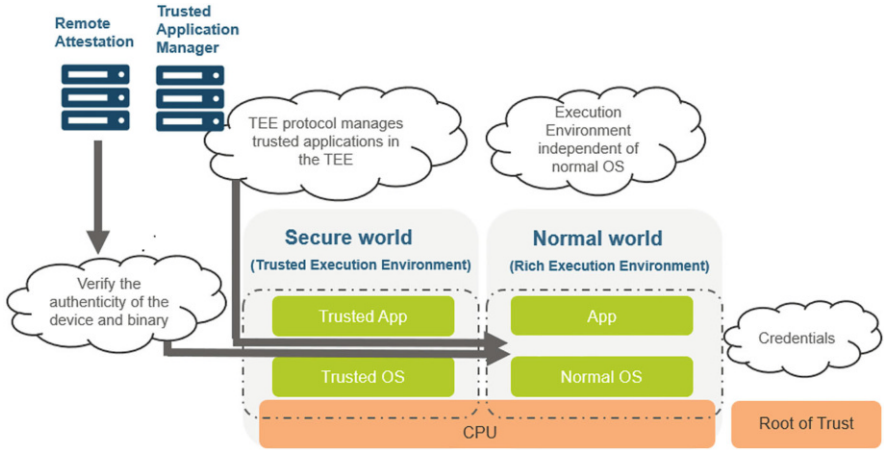 Remote
Attestation
Trusted
Application
Manager
TEE protocol manages
trusted applications in
the TEE
Execution
Environment
independent of
normal OS
Secure world
(Trusted Execution Environment)
Normal world
(Rich Execution Environment)
Verify the
authenticity of the
device and binary
Trusted App
App
Credentials
Trusted OS
Normal OS
CPU
Root of Trust